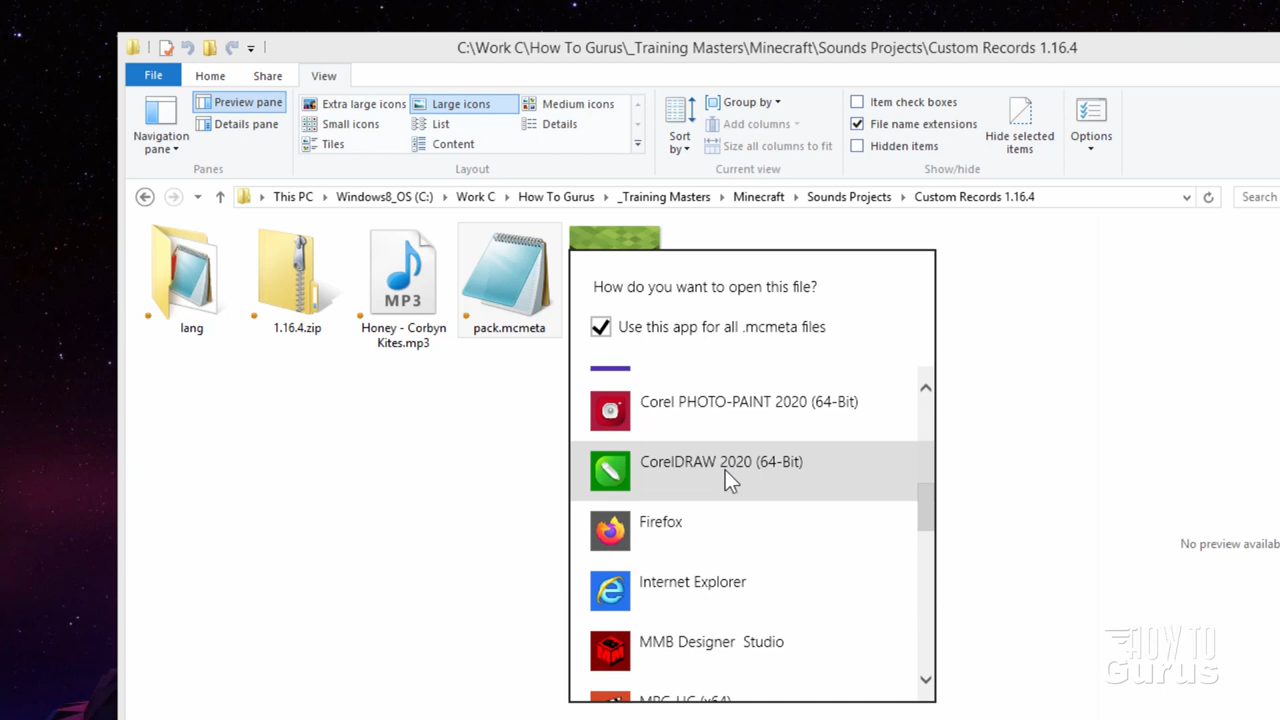 C:\Work C\How To Gurus\_Training Masters\Minecraft\Sounds Projects\Custom Records 1.16.4
File Home Share View
Navigation pane
Preview pane
Details pane
Panes
Extra large icons Large icons Medium icons
Small icons List Details
Tiles Content
Layout
Sort by
Group by
Add columns
Size all columns to fit
Current view
Item check boxes
File name extensions
Hidden items
Hide selected items
Show/hide
Options
This PC Windows8_OS (C:) Work C How To Gurus _Training Masters Minecraft Sounds Projects Custom Records 1.16.4
Search
MP3
lang
1.16.4.zip
Honey - Corbyn
Kites.mp3
pack.mcmeta
How do you want to open this file?
Use this app for all .mcmeta files
Corel PHOTO-PAINT 2020 (64-Bit)
CorelDRAW 2020 (64-Bit)
Firefox
Internet Explorer
MMB Designer Studio
MPC-HC (x64)
No preview availab
HOW TO
Gurus